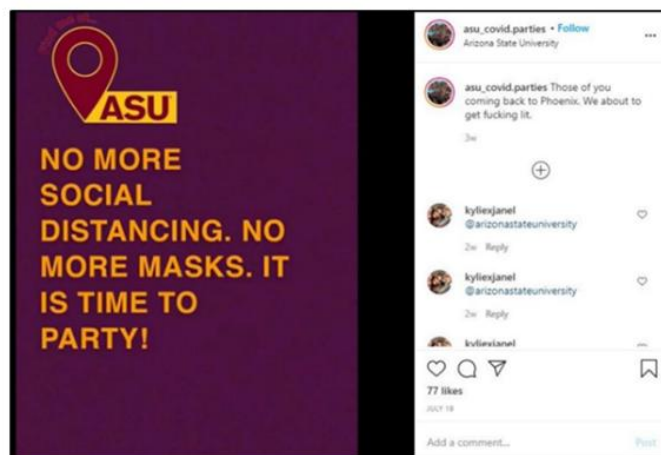 ASU
NO MORE
SOCIAL
DISTANCING. NO
MORE MASKS. IT
IS TIME TO
PARTY!
asu_covid.parties • Follow
Arizona State University
asu_covid.parties Those of you
coming back to Phoenix. We about to
get fucking lit.
3w
kyliexjanel
@arizonastateuniversity
2w Reply
kyliexjanel
@arizonastateuniversity
2w Reply
kyliexjanel
77 likes
JULY 18
Add a comment...
Post